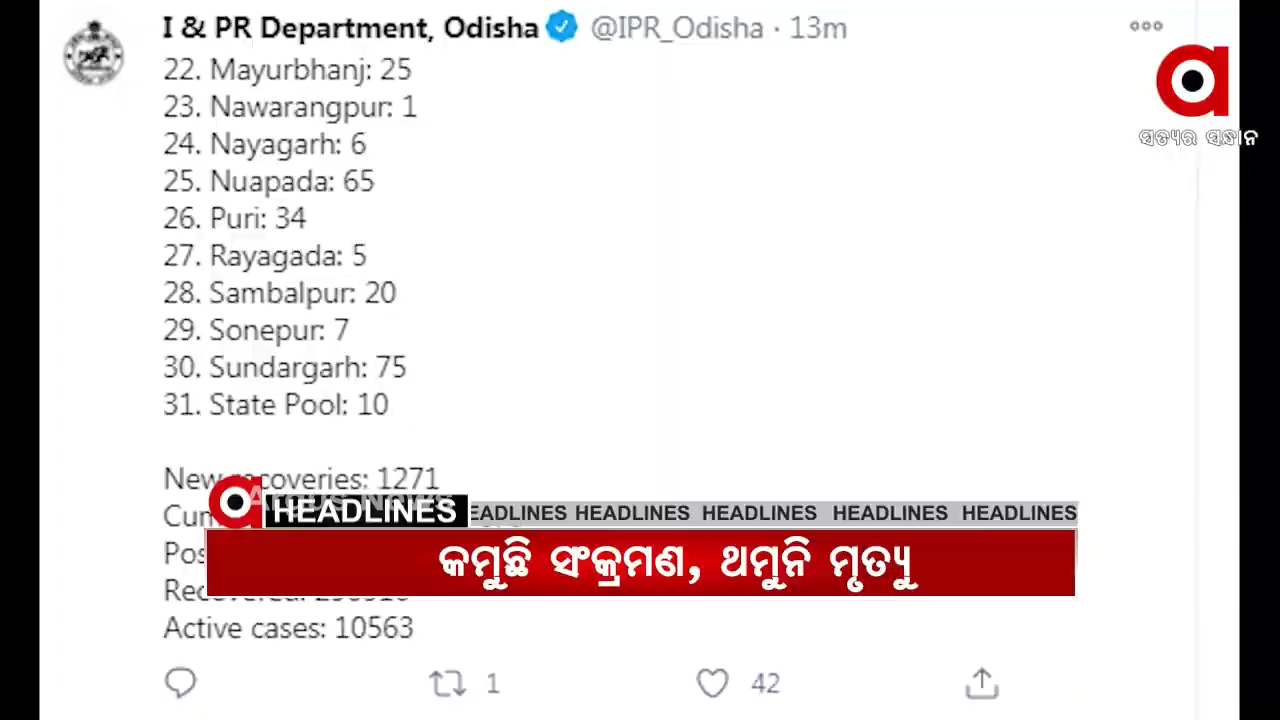 I & PR Department, Odisha @IPR_Odisha · 13m
ସତ୍ୟର ସନ୍ଧାନ
22. Mayurbhanj: 25
23. Nawarangpur: 1
24. Nayagarh: 6
25. Nuapada: 65
26. Puri: 34
27. Rayagada: 5
28. Sambalpur: 20
29. Sonepur: 7
30. Sundargarh: 75
31. State Pool: 10
New recoveries: 1271
HEADLINES EADLINES HEADLINES HEADLINES HEADLINES HEADLINES
କମୁଛି ସଂକ୍ରମଣ, ଥମୁନି ମୃତ୍ୟୁ
Active cases: 10563
1 42